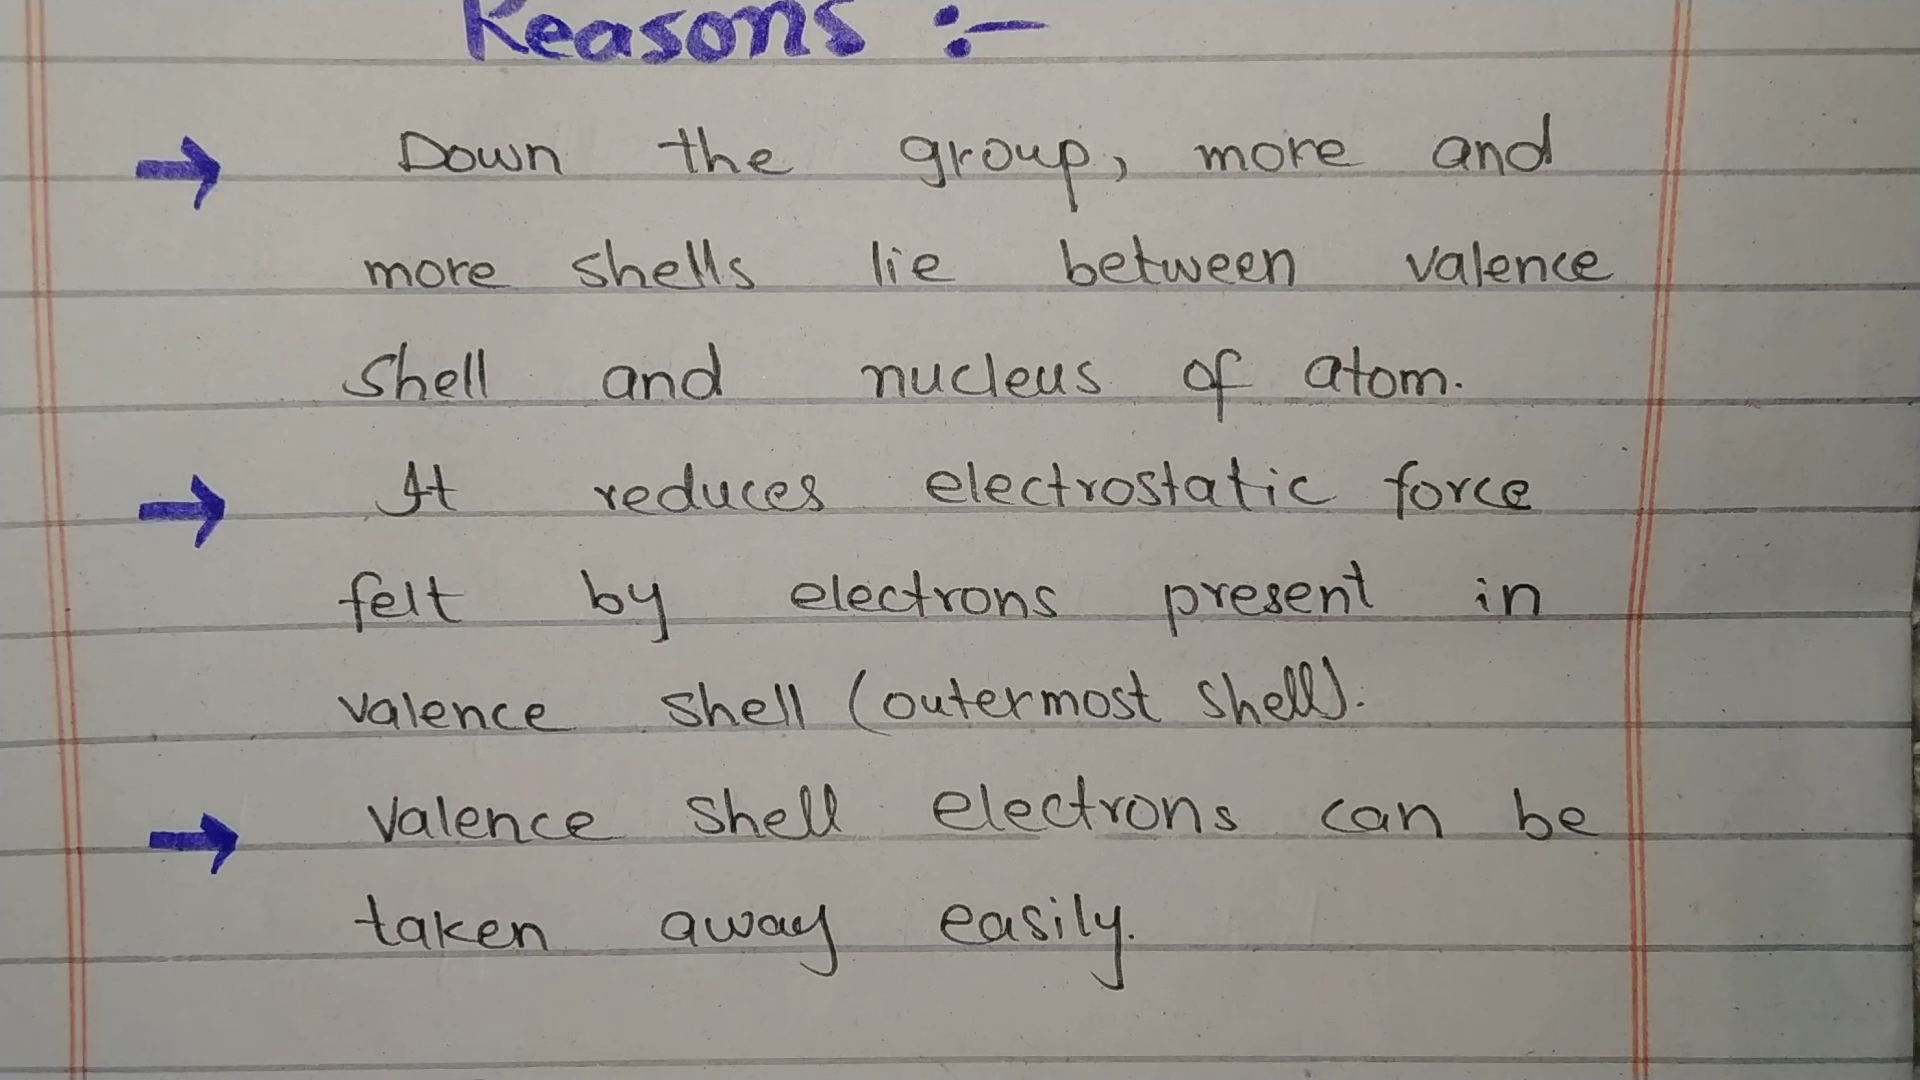 Reasons :-
→ Down the group, more and
more shells lie between valence
shell and nucleus of atom.
→ It reduces electrostatic force
felt by electrons present in
valence shell (outermost shell).
→ Valence shell electrons can be
taken away easily.